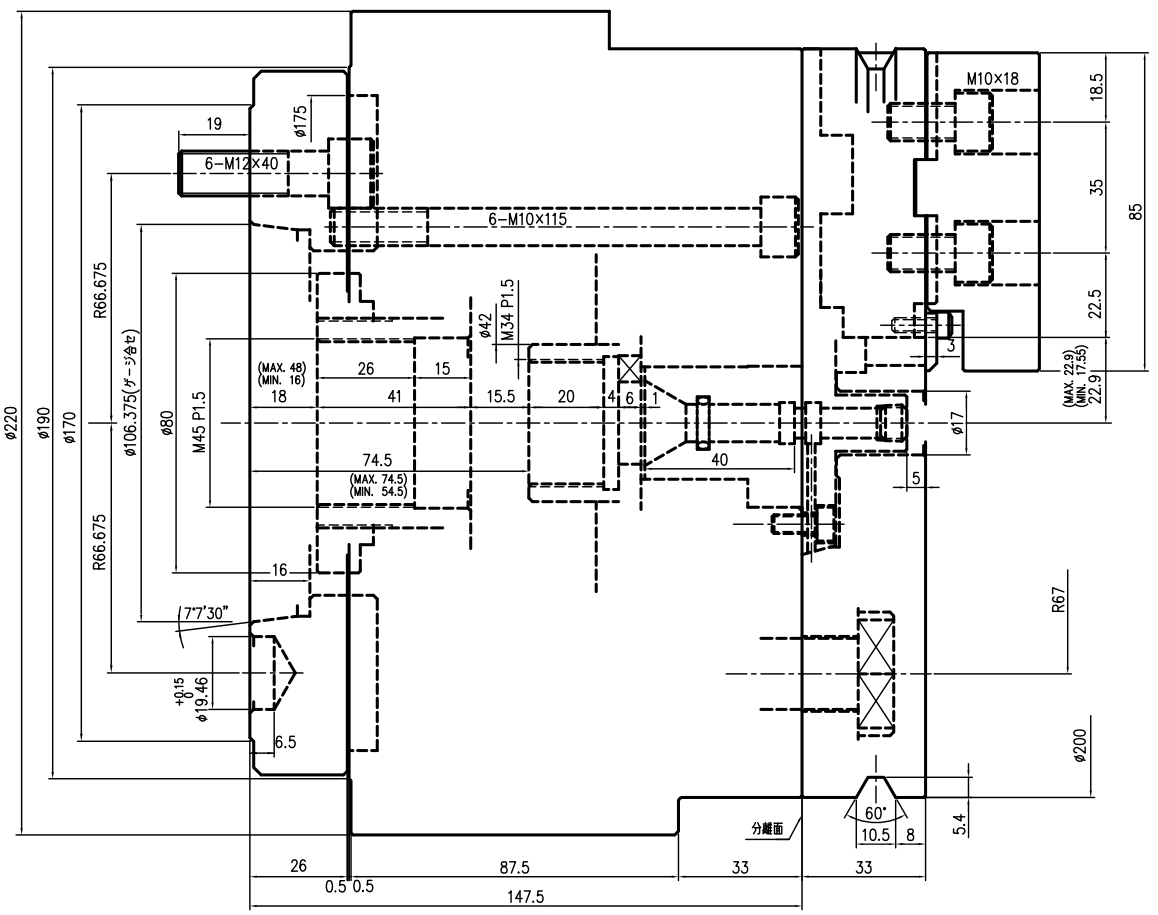 M10×18
18.5
19
ø175
6-M12×40
35
85
6-M10×115
R66.675
22.5
ø106.375(ゲージ合せ)
ø80
ø42
M34 P1.5
3
(MAX. 48)
(MIN. 16)
26
15
(MAX. 22.9)
(MIN. 17.55)
22.9
18
41
15.5
20
4
6
1
ø220
ø190
ø170
M45 P1.5
ø17
74.5
(MAX. 74.5)
(MIN. 54.5)
40
5
R66.675
16
7°7'30"
R67
+0.15
0
ø19.46
6.5
ø200
分離面
60°
10.5
8
5.4
26
0.5
0.5
87.5
33
33
147.5